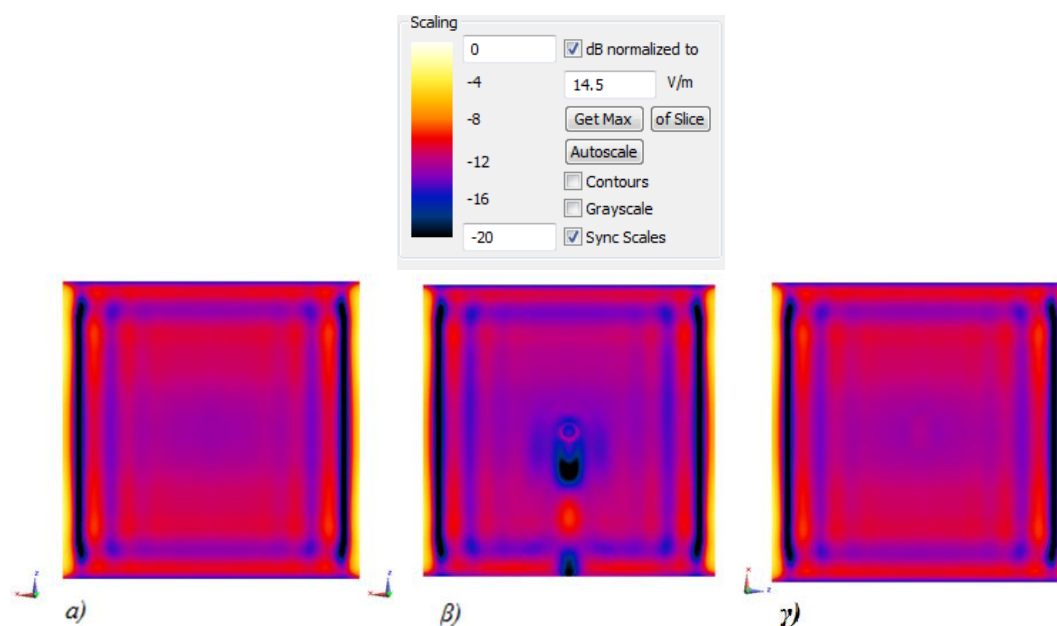 Scaling
0
dB normalized to
-4
14.5 V/m
-8
Get Max of Slice
Autoscale
-12
Contours
-16
Grayscale
-20
Sync Scales
x z
x z
x z
α)
β)
γ)